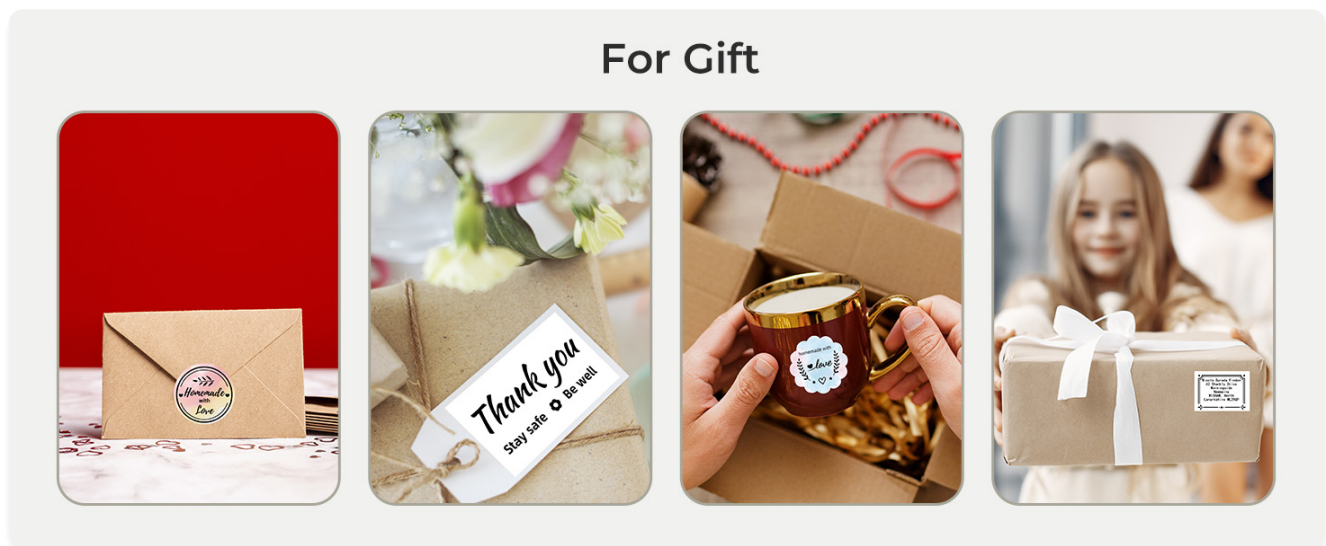 For Gift
Homemade
with
Love
Thank you
Stay safe ✿ Be well
homemade with
love